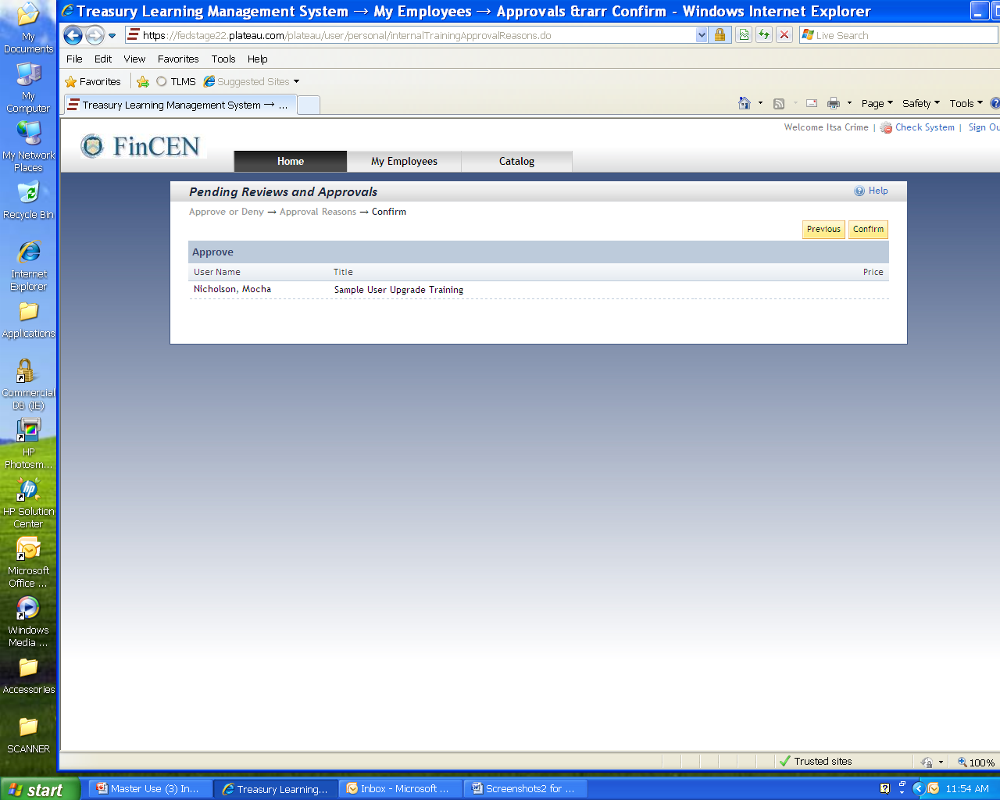 Treasury Learning Management System → My Employees → Approvals &rarr Confirm - Windows Internet Explorer
https://fedstage22.plateau.com/plateau/user/personal/internalTrainingApprovalReasons.do
Live Search
File Edit View Favorites Tools Help
Favorites TLMS Suggested Sites
Treasury Learning Management System → ...
Page Safety Tools
Welcome Itsa Crime | Check System | Sign Ou
FinCEN
Home My Employees Catalog
Pending Reviews and Approvals
Help
Approve or Deny → Approval Reasons → Confirm
Previous Confirm
Approve
User Name Title Price
Nicholson, Mocha Sample User Upgrade Training
My
Documents
My
Computer
My Network
Places
Recycle Bin
Internet
Explorer
Applications
Commercial
DB (IE)
HP
Photosm...
HP Solution
Center
Microsoft
Office ...
Windows
Media ...
Accessories
SCANNER
Trusted sites
100%
start
Master Use (3) In...
Treasury Learning...
Inbox - Microsoft ...
Screenshots2 for ...
11:54 AM